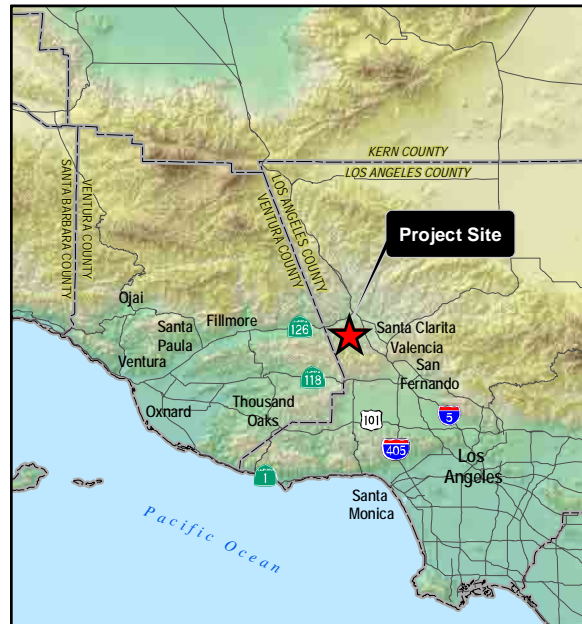 KERN COUNTY
LOS ANGELES COUNTY
SANTA BARBARA COUNTY
VENTURA COUNTY
LOS ANGELES COUNTY
VENTURA COUNTY
Project Site
Ojai
Santa
Paula
Fillmore
126
Santa Clarita
Valencia
San
Fernando
Ventura
118
Oxnard
Thousand
Oaks
101
5
405
Los
Angeles
1
Santa
Monica
Pacific Ocean